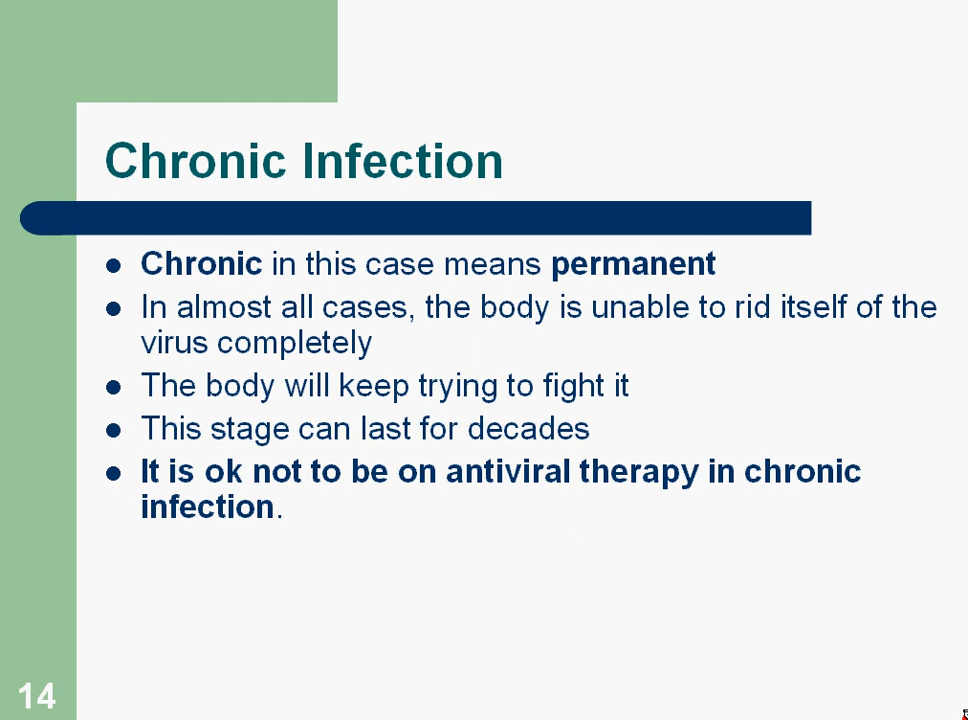 Chronic Infection
Chronic in this case means permanent
In almost all cases, the body is unable to rid itself of the
virus completely
The body will keep trying to fight it
This stage can last for decades
It is ok not to be on antiviral therapy in chronic
infection.
14